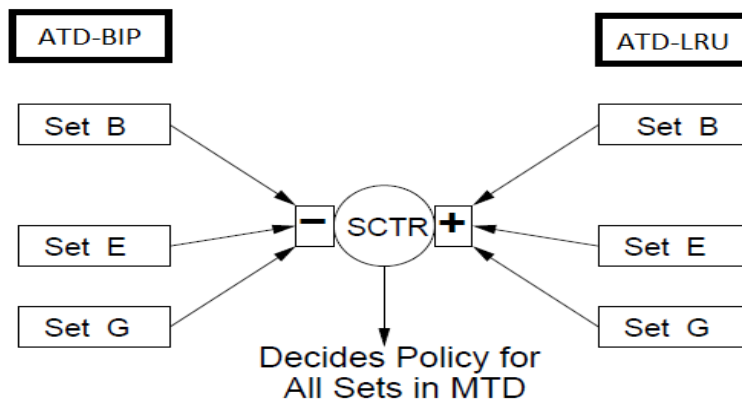 ATD-BIP
ATD-LRU
Set B
Set B
− SCTR +
Set E
Set E
Set G
Set G
Decides Policy for
All Sets in MTD